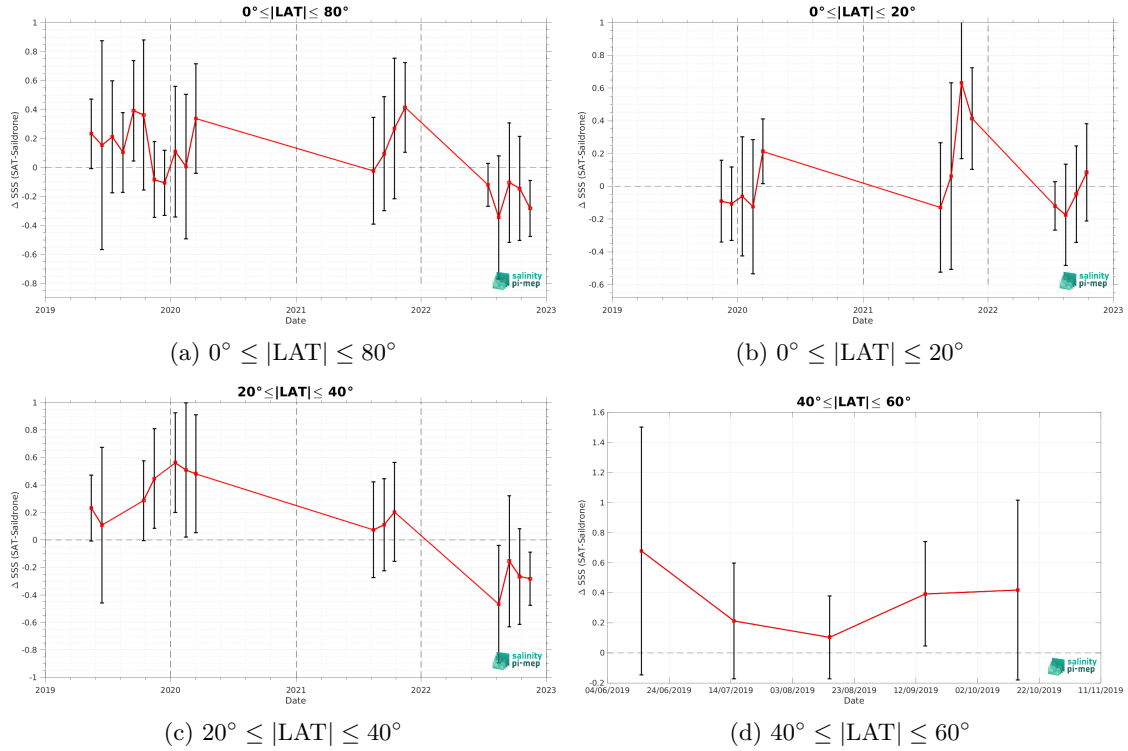 0°≤|LAT|≤ 80°
Δ SSS (SAT-Saildrone)
1
0.8
0.6
0.4
0.2
0
-0.2
-0.4
-0.6
-0.8
2019
2020
2021
2022
2023
Date
salinity
pi-mep
(a) 0° ≤ |LAT| ≤ 80°
0°≤|LAT|≤ 20°
Δ SSS (SAT-Saildrone)
1
0.8
0.6
0.4
0.2
0
-0.2
-0.4
-0.6
2019
2020
2021
2022
2023
Date
salinity
pi-mep
(b) 0° ≤ |LAT| ≤ 20°
20°≤|LAT|≤ 40°
Δ SSS (SAT-Saildrone)
1
0.8
0.6
0.4
0.2
0
-0.2
-0.4
-0.6
-0.8
-1
2019
2020
2021
2022
2023
Date
salinity
pi-mep
(c) 20° ≤ |LAT| ≤ 40°
40°≤|LAT|≤ 60°
Δ SSS (SAT-Saildrone)
1.6
1.4
1.2
1
0.8
0.6
0.4
0.2
0
-0.2
04/06/2019
24/06/2019
14/07/2019
03/08/2019
23/08/2019
12/09/2019
02/10/2019
22/10/2019
11/11/2019
Date
salinity
pi-mep
(d) 40° ≤ |LAT| ≤ 60°